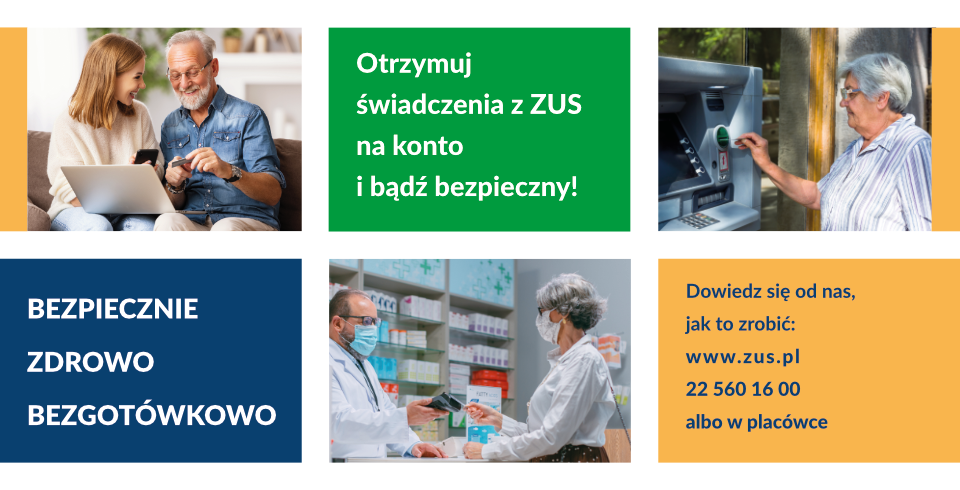 Otrzymuj
świadczenia z ZUS
na konto
i bądź bezpieczny!
BEZPIECZNIE
ZDROWO
BEZGOTÓWKOWO
Dowiedz się od nas,
jak to zrobić:
www.zus.pl
22 560 16 00
albo w placówce